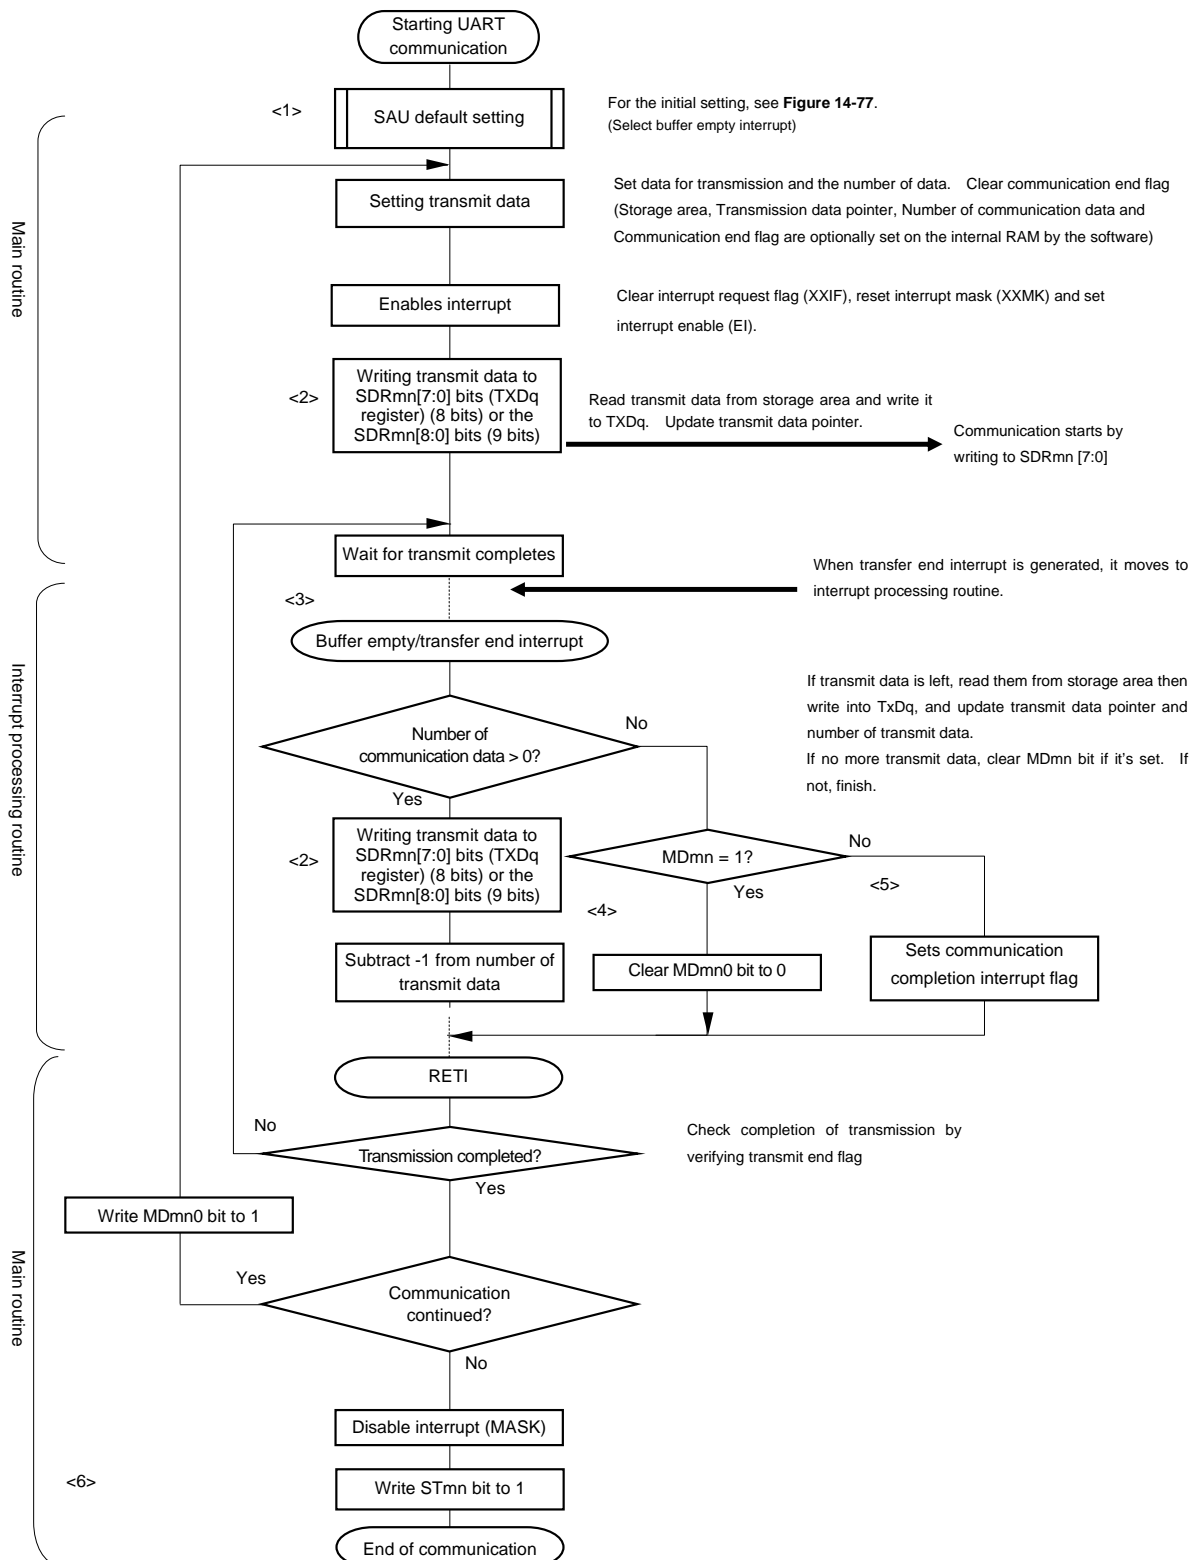 Starting UART
communication
<1>
SAU default setting
For the initial setting, see Figure 14-77.
(Select buffer empty interrupt)
Setting transmit data
Set data for transmission and the number of data. Clear communication end flag
(Storage area, Transmission data pointer, Number of communication data and
Communication end flag are optionally set on the internal RAM by the software)
Main routine
Enables interrupt
Clear interrupt request flag (XXIF), reset interrupt mask (XXMK) and set
interrupt enable (EI).
<2>
Writing transmit data to
SDRmn[7:0] bits (TXDq
register) (8 bits) or the
SDRmn[8:0] bits (9 bits)
Read transmit data from storage area and write it
to TXDq. Update transmit data pointer.
Communication starts by
writing to SDRmn [7:0]
Wait for transmit completes
When transfer end interrupt is generated, it moves to
interrupt processing routine.
<3>
Buffer empty/transfer end interrupt
Interrupt processing routine
If transmit data is left, read them from storage area then
write into TxDq, and update transmit data pointer and
number of transmit data.
If no more transmit data, clear MDmn bit if it's set. If
not, finish.
Number of
communication data > 0?
No
Yes
<2>
Writing transmit data to
SDRmn[7:0] bits (TXDq
register) (8 bits) or the
SDRmn[8:0] bits (9 bits)
MDmn = 1?
No
Yes
<4>
<5>
Subtract -1 from number of
transmit data
Clear MDmn0 bit to 0
Sets communication
completion interrupt flag
RETI
No
Transmission completed?
Yes
Check completion of transmission by
verifying transmit end flag
Write MDmn0 bit to 1
Main routine
Yes
Communication
continued?
No
Disable interrupt (MASK)
<6>
Write STmn bit to 1
End of communication